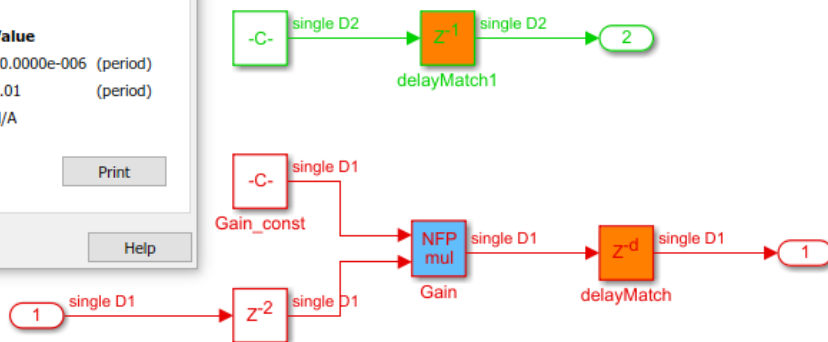 alue
0.0000e-006 (period)
.01 (period)
/A
Print
Help
-C-
single D2
Z-1
single D2
2
delayMatch1
-C-
single D1
Gain_const
NFP
mul
single D1
Gain
Z-d
single D1
delayMatch
1
1
single D1
Z-2
single D1